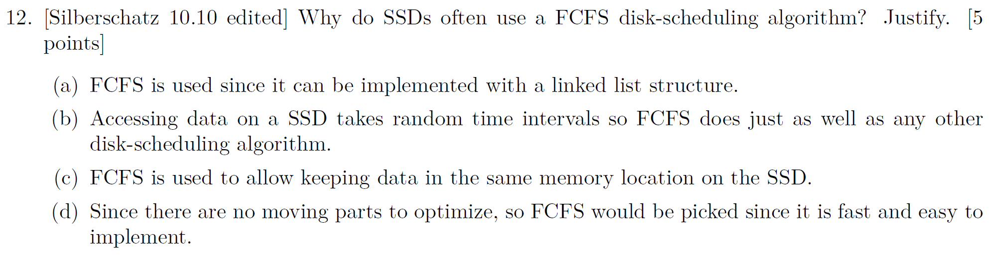 12. [Silberschatz 10.10 edited] Why do SSDs often use a FCFS disk-scheduling algorithm? Justify. [5
points]
(a) FCFS is used since it can be implemented with a linked list structure.
(b) Accessing data on a SSD takes random time intervals so FCFS does just as well as any other
disk-scheduling algorithm.
(c) FCFS is used to allow keeping data in the same memory location on the SSD.
(d) Since there are no moving parts to optimize, so FCFS would be picked since it is fast and easy to
implement.